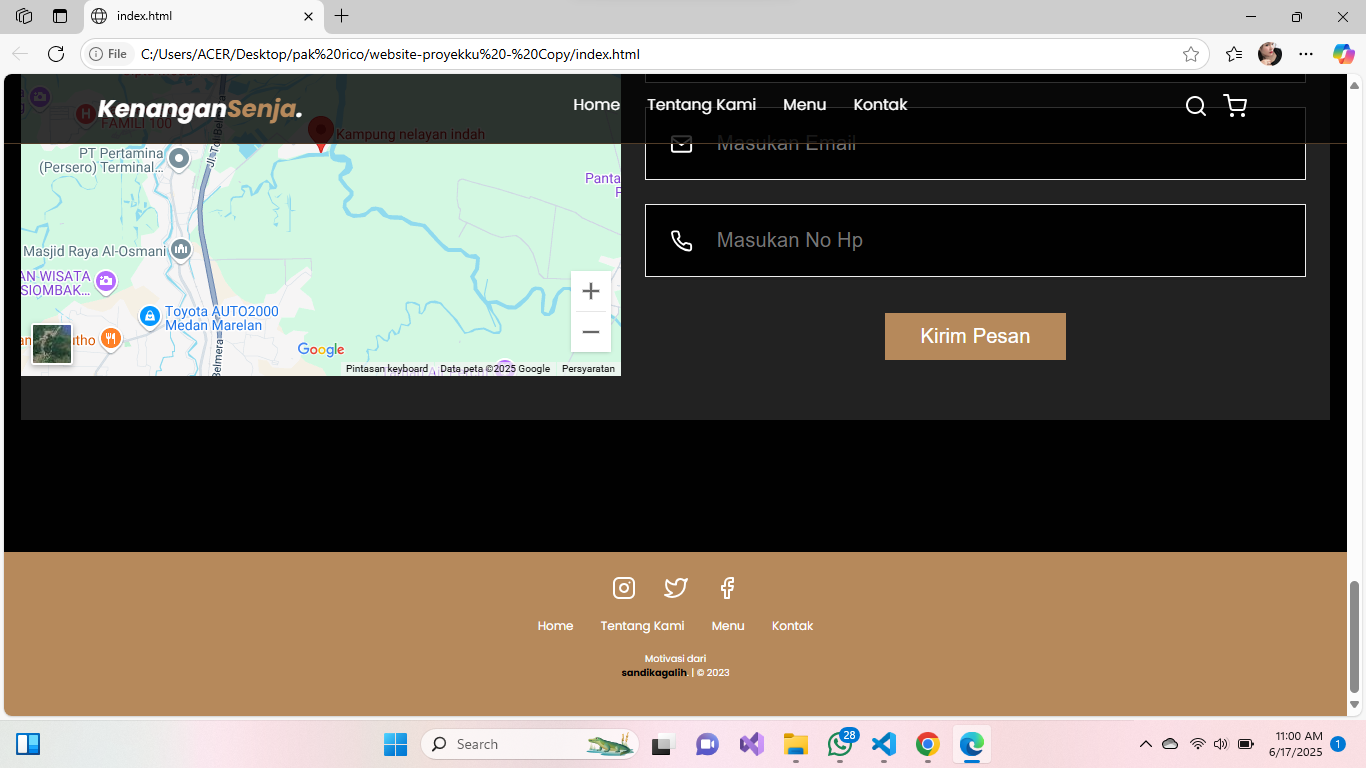 index.html
File
C:/Users/ACER/Desktop/pak%20rico/website-proyekku%20-%20Copy/index.html
KenanganSenja.
Home
Tentang Kami
Menu
Kontak
FAMILI 100
Kampung nelayan indah
PT Pertamina
(Persero) Terminal...
Jl. Tol Belmera
Masjid Raya Al-Osmani
AN WISATA
SIOMBAK...
Toyota AUTO2000
Medan Marelan
utho
Belmera
Panta
Google
Pintasan keyboard
Data peta ©2025 Google
Persyaratan
Masukan Email
Masukan No Hp
Kirim Pesan
Home
Tentang Kami
Menu
Kontak
Motivasi dari
sandikagalih. | © 2023
Search
28
11:00 AM
6/17/2025
1